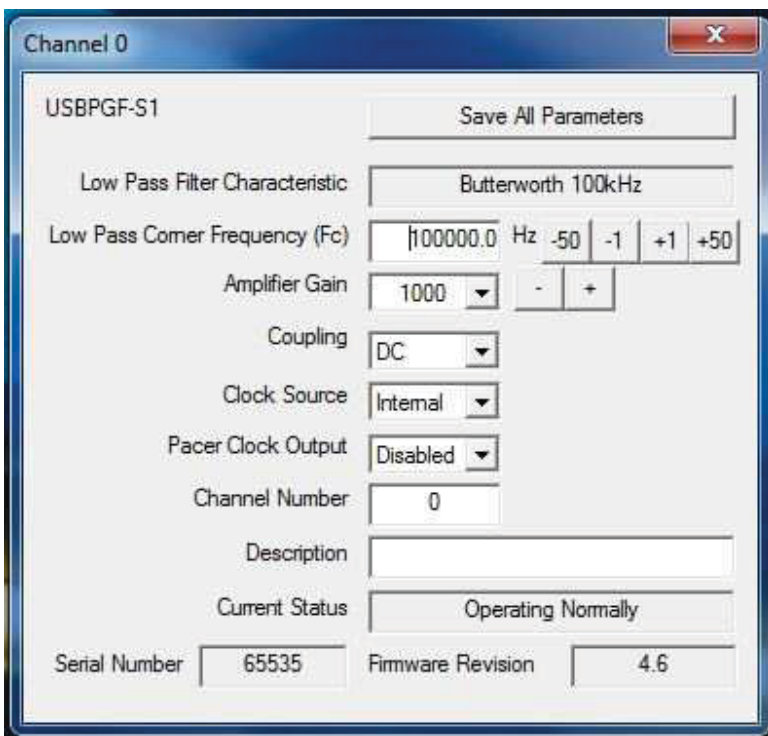 Channel 0
USBPGF-S1
Save All Parameters
Low Pass Filter Characteristic Butterworth 100kHz
Low Pass Corner Frequency (Fc) 100000.0 Hz -50 -1 +1 +50
Amplifier Gain 1000 - +
Coupling DC
Clock Source Internal
Pacer Clock Output Disabled
Channel Number 0
Description
Current Status Operating Normally
Serial Number 65535 Firmware Revision 4.6